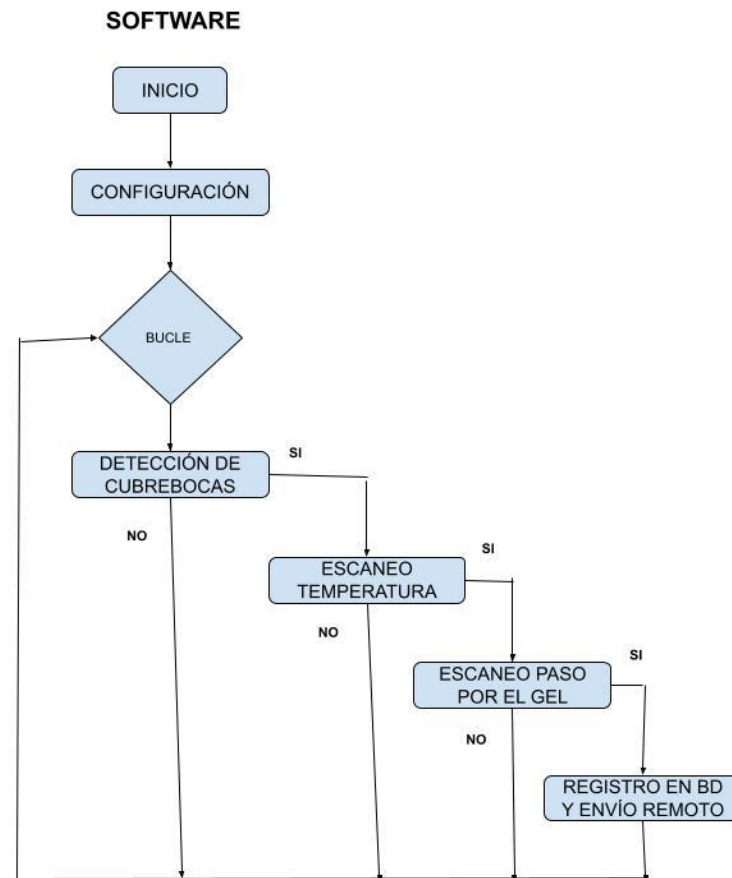 SOFTWARE
INICIO
CONFIGURACIÓN
BUCLE
DETECCIÓN DE
CUBREBOCAS
SI
NO
ESCANEO
TEMPERATURA
SI
NO
ESCANEO PASO
POR EL GEL
SI
NO
REGISTRO EN BD
Y ENVÍO REMOTO